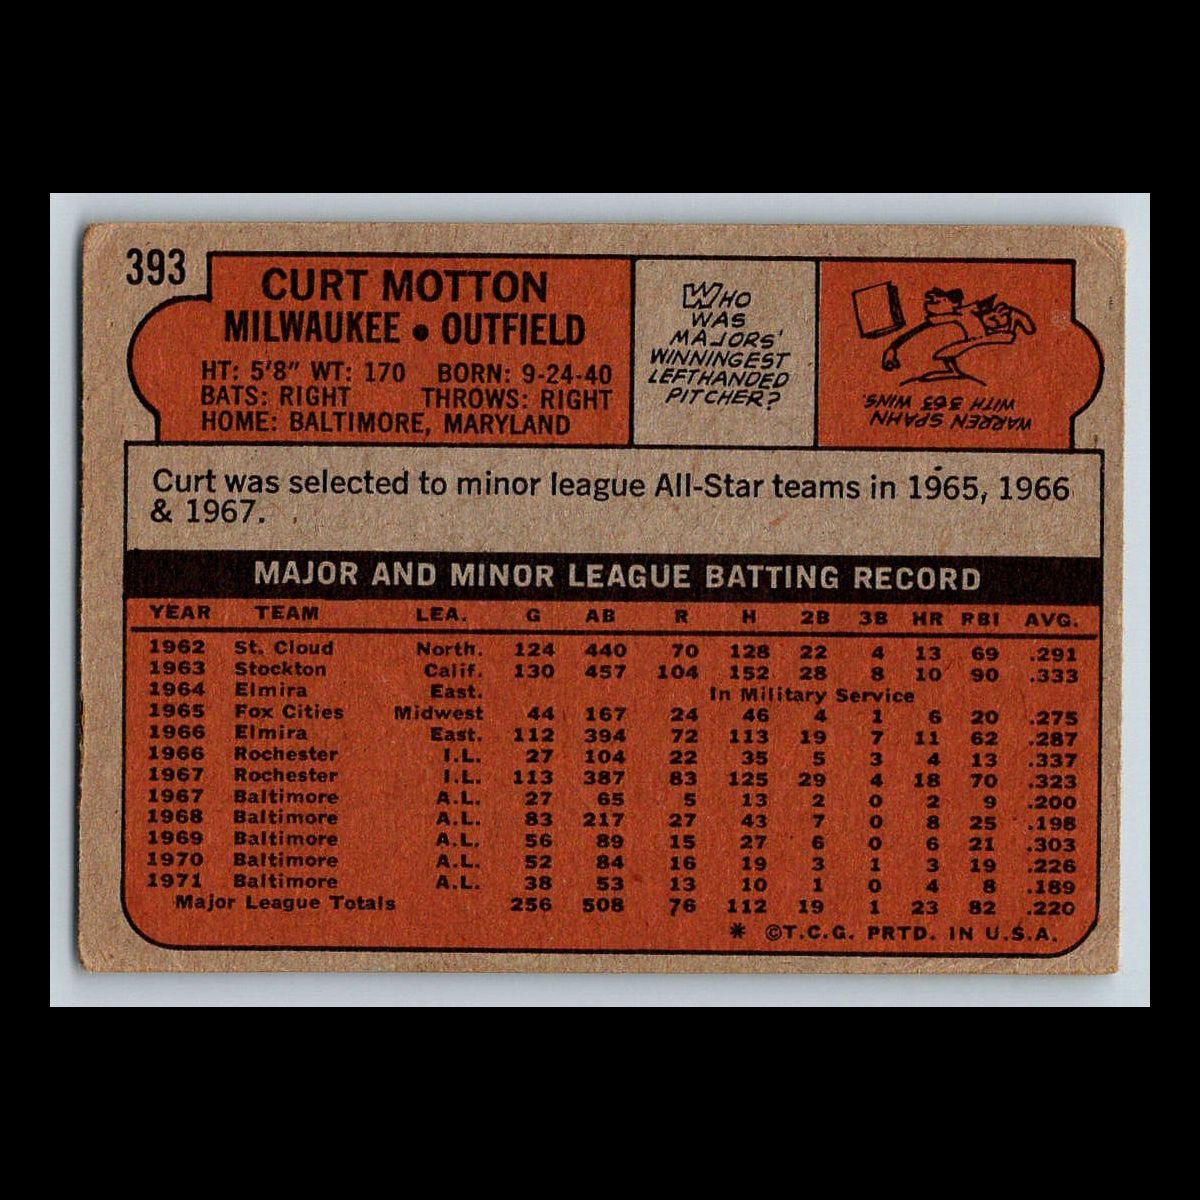 393
CURT MOTTON
MILWAUKEE • OUTFIELD
HT: 5'8" WT: 170 BORN: 9-24-40
BATS: RIGHT THROWS: RIGHT
HOME: BALTIMORE, MARYLAND
WHO
WAS
MAJORS'
WINNINGEST
LEFTHANDED
PITCHER?
WARREN SPAHN
WITH 363 WINS.
Curt was selected to minor league All-Star teams in 1965, 1966
& 1967.
MAJOR AND MINOR LEAGUE BATTING RECORD
YEAR TEAM LEA. G AB R H 2B 3B HR RBI AVG.
1962 St. Cloud North. 124 440 70 128 22 4 13 69 .291
1963 Stockton Calif. 130 457 104 152 28 8 10 90 .333
1964 Elmira East. In Military Service
1965 Fox Cities Midwest 44 167 24 46 4 1 6 20 .275
1966 Elmira East. 112 394 72 113 19 7 11 62 .287
1966 Rochester I.L. 27 104 22 35 5 3 4 13 .337
1967 Rochester I.L. 113 387 83 125 29 4 18 70 .323
1967 Baltimore A.L. 27 65 5 13 2 0 2 9 .200
1968 Baltimore A.L. 83 217 27 43 7 0 8 25 .198
1969 Baltimore A.L. 56 89 15 27 6 0 6 21 .303
1970 Baltimore A.L. 52 84 16 19 3 1 3 19 .226
1971 Baltimore A.L. 38 53 13 10 1 0 4 8 .189
Major League Totals 256 508 76 112 19 1 23 82 .220
* ©T.C.G. PRTD. IN U.S.A.